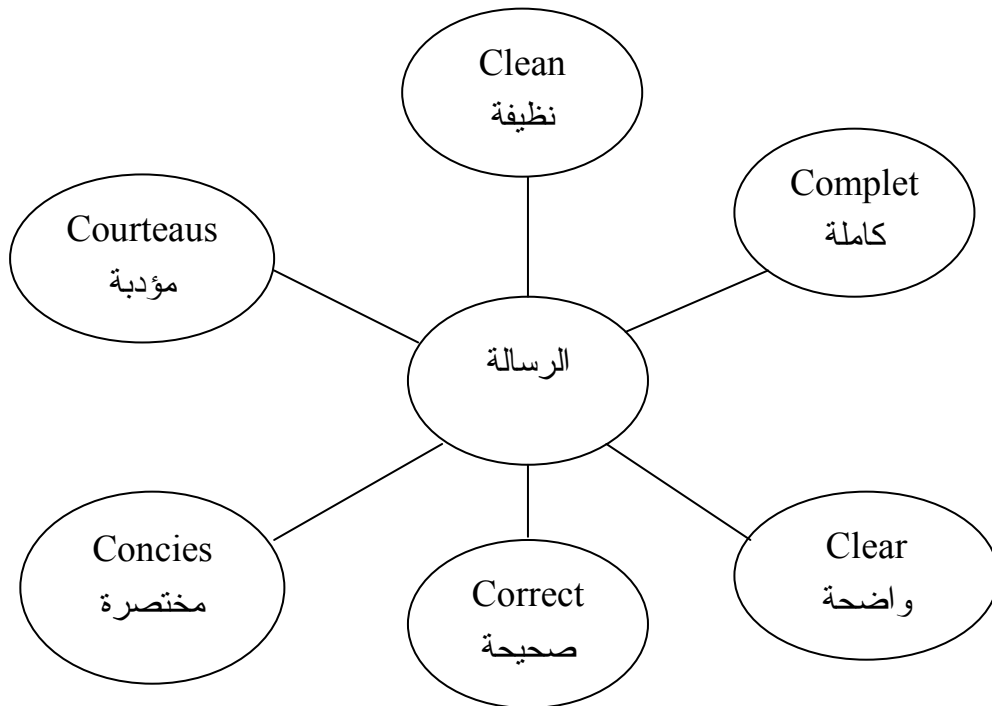 Clean
نظيفة
Complet
كاملة
Courteaus
مؤدبة
الرسالة
Concies
مختصرة
Correct
صحيحة
Clear
واضحة